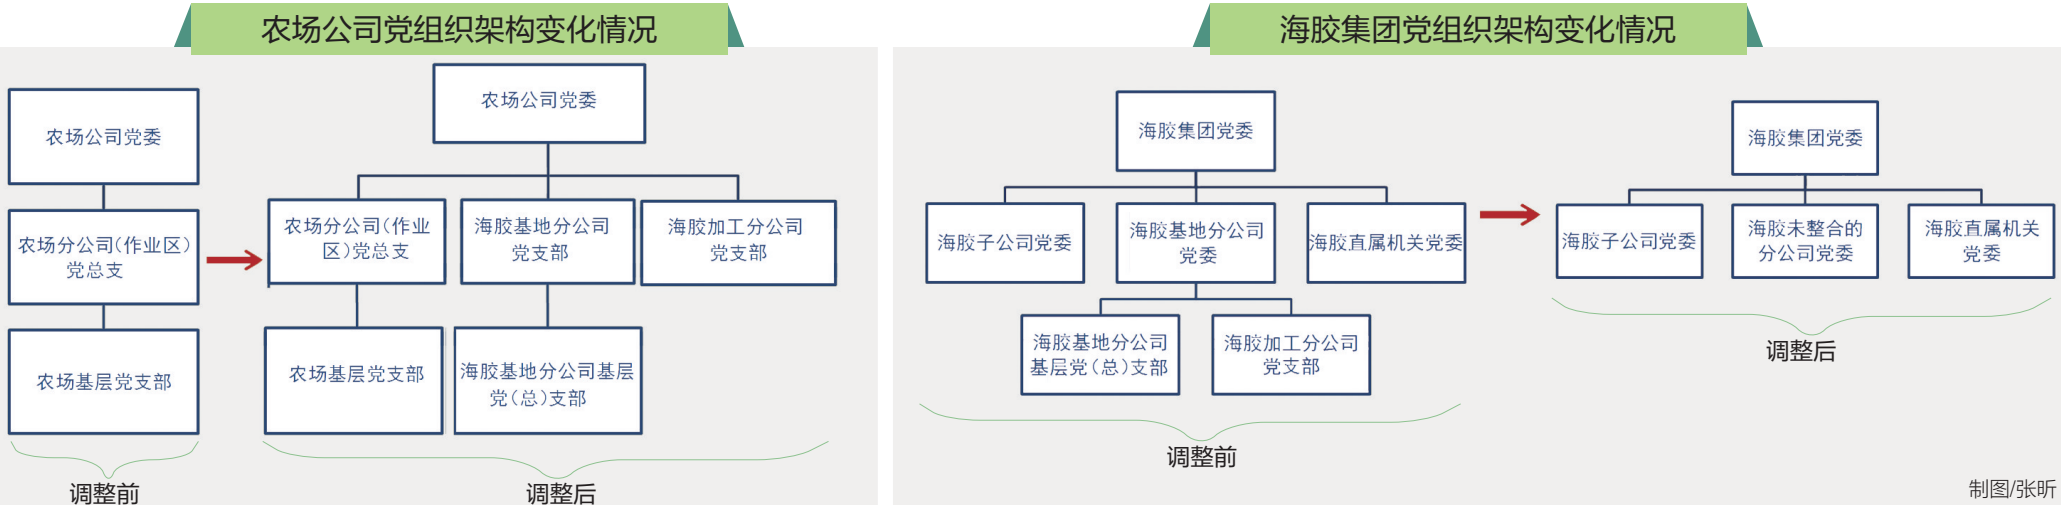 农场公司党组织架构变化情况
农场公司党委
农场分公司(作业区)
党总支
农场基层党支部
调整前
农场公司党委
农场分公司(作业
区)党总支
海胶基地分公司
党支部
海胶加工分公司
党支部
农场基层党支部
海胶基地分公司基层
党(总)支部
调整后
海胶集团党组织架构变化情况
海胶集团党委
海胶子公司党委
海胶基地分公司
党委
海胶直属机关党委
海胶基地分公司
基层党(总)支部
海胶加工分公司
党支部
调整前
海胶集团党委
海胶子公司党委
海胶未整合的
分公司党委
海胶直属机关
党委
调整后
制图/张昕